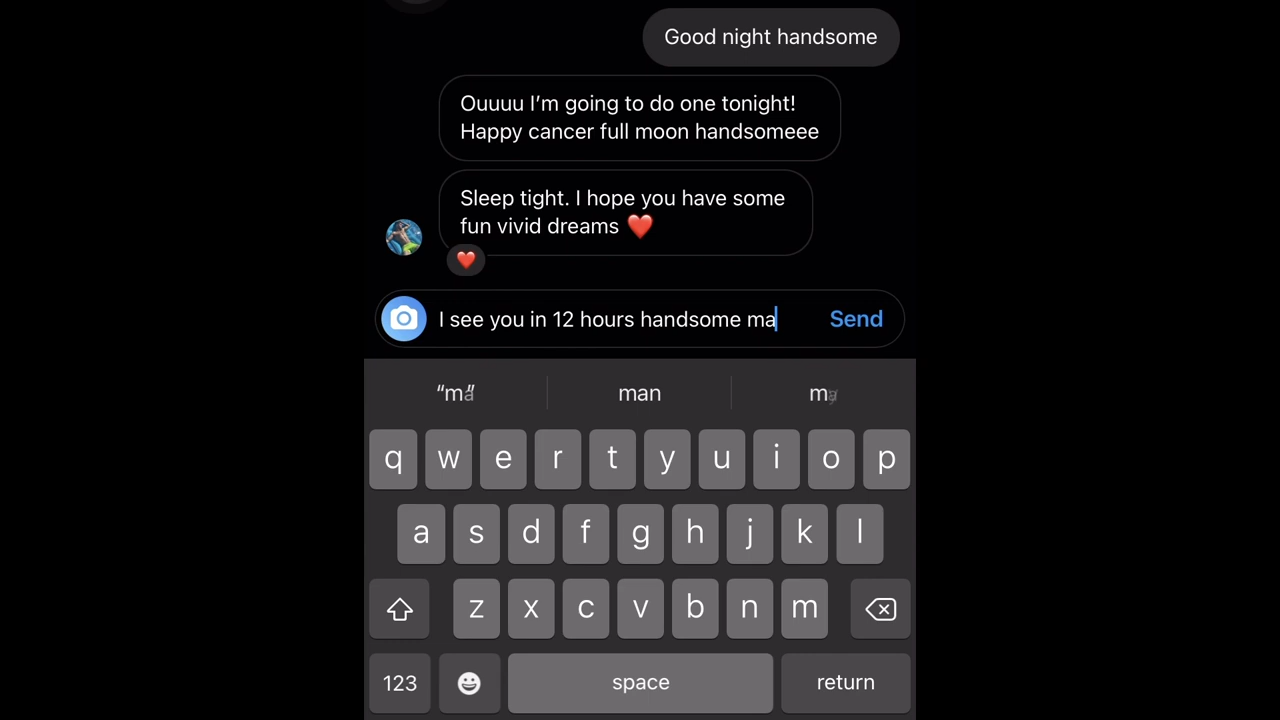 Good night handsome
Ouuuu I’m going to do one tonight!
Happy cancer full moon handsomeee
Sleep tight. I hope you have some
fun vivid dreams ❤️
❤️
I see you in 12 hours handsome ma Send
“ma” man
q w e r t y u i o p
a s d f g h j k l
z x c v b n m
123 space return